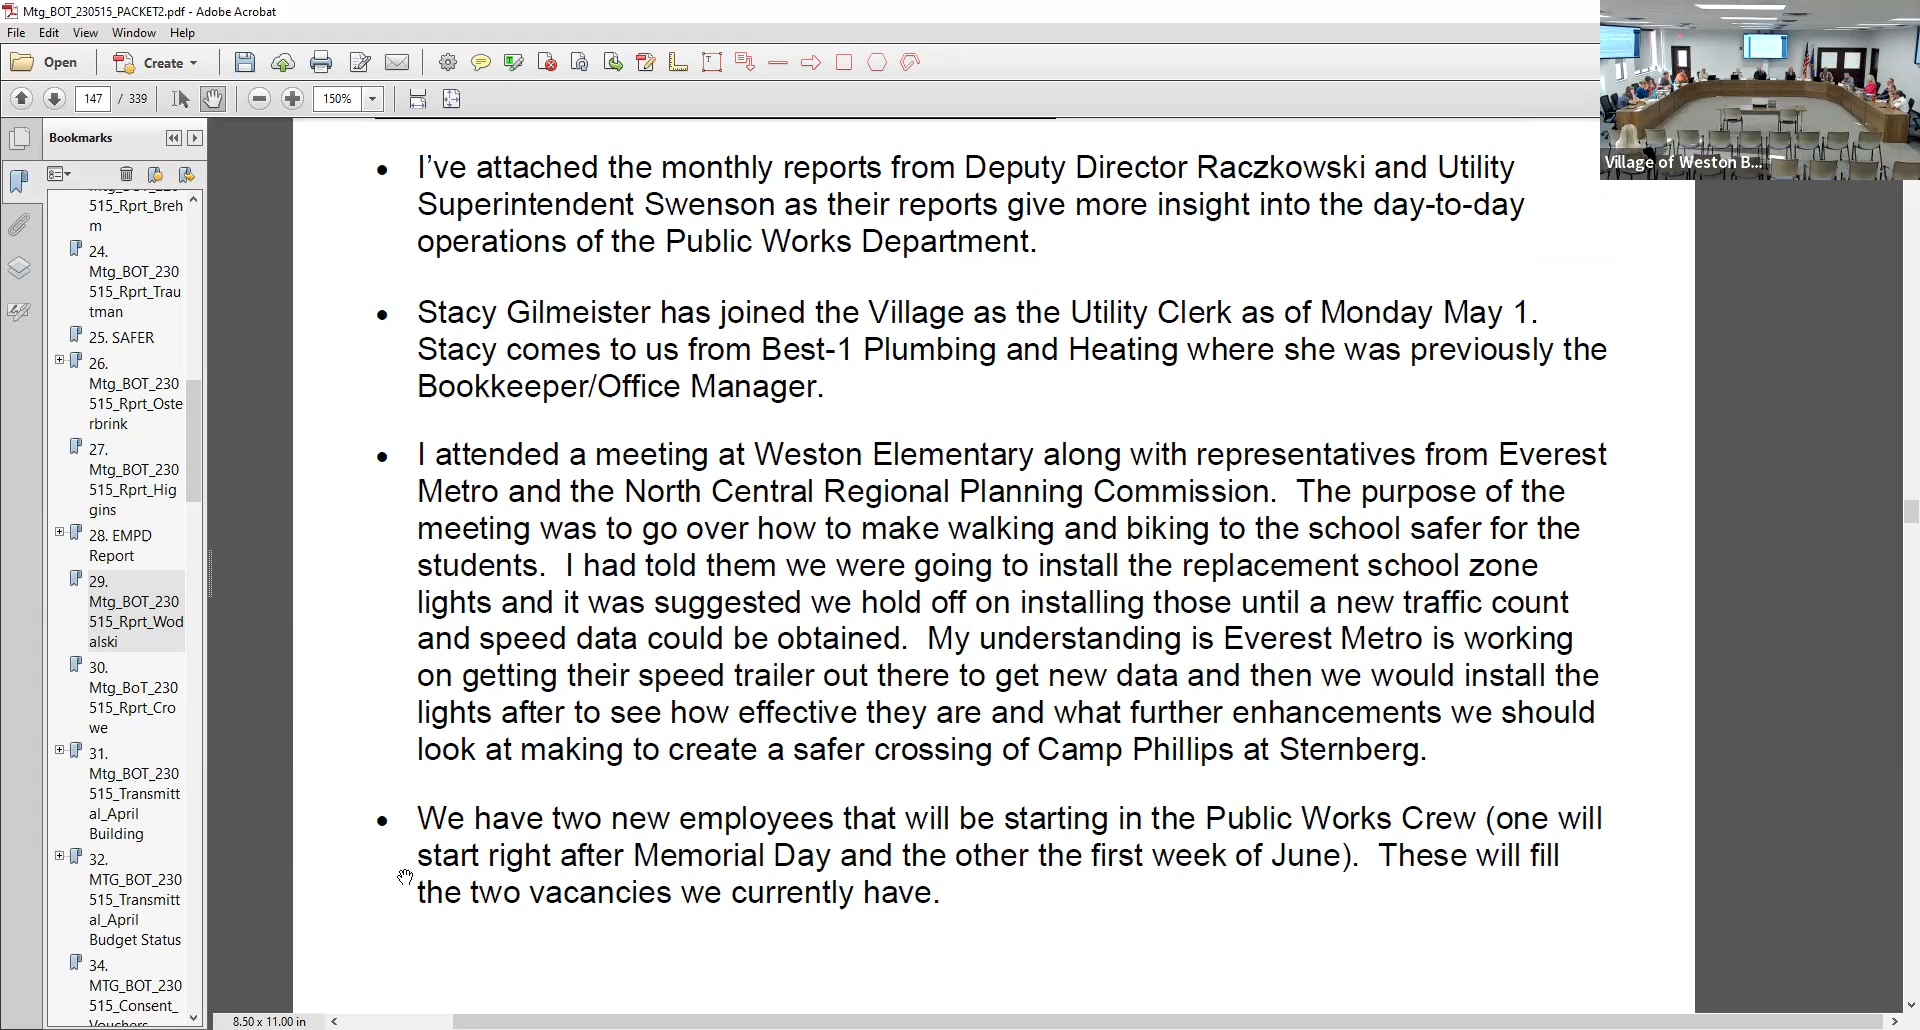 Mtg_BOT_230515_PACKET2.pdf - Adobe Acrobat
File Edit View Window Help
Open Create
147 / 339 150%
Bookmarks
515_Rprt_Breh
m
24.
Mtg_BOT_230
515_Rprt_Trau
tman
25. SAFER
26.
Mtg_BOT_230
515_Rprt_Oste
rbrink
27.
Mtg_BOT_230
515_Rprt_Hig
gins
28. EMPD
Report
29.
Mtg_BOT_230
515_Rprt_Wod
alski
30.
Mtg_BoT_230
515_Rprt_Cro
we
31.
Mtg_BOT_230
515_Transmitt
al_April
Building
32.
MTG_BOT_230
515_Transmitt
al_April
Budget Status
34.
MTG_BOT_230
515_Consent_
Vouchers
• I’ve attached the monthly reports from Deputy Director Raczkowski and Utility
Superintendent Swenson as their reports give more insight into the day-to-day
operations of the Public Works Department.
• Stacy Gilmeister has joined the Village as the Utility Clerk as of Monday May 1.
Stacy comes to us from Best-1 Plumbing and Heating where she was previously the
Bookkeeper/Office Manager.
• I attended a meeting at Weston Elementary along with representatives from Everest
Metro and the North Central Regional Planning Commission.  The purpose of the
meeting was to go over how to make walking and biking to the school safer for the
students.  I had told them we were going to install the replacement school zone
lights and it was suggested we hold off on installing those until a new traffic count
and speed data could be obtained.  My understanding is Everest Metro is working
on getting their speed trailer out there to get new data and then we would install the
lights after to see how effective they are and what further enhancements we should
look at making to create a safer crossing of Camp Phillips at Sternberg.
• We have two new employees that will be starting in the Public Works Crew (one will
start right after Memorial Day and the other the first week of June).  These will fill
the two vacancies we currently have.
8.50 x 11.00 in
Village of Weston B...